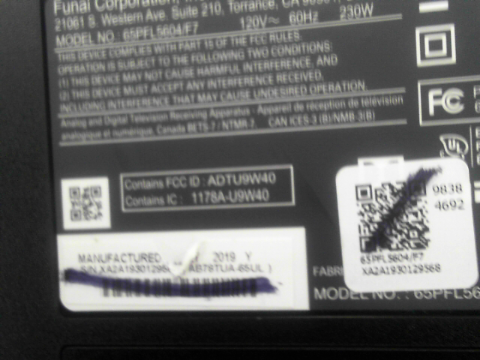 Funai Corporation,
21061 S. Western Ave. Suite 210, Torrance, CA
120V~ 60Hz 230W
MODEL NO. : 65PFL5604/F7
THIS DEVICE COMPLIES WITH PART 15 OF THE FCC RULES.
OPERATION IS SUBJECT TO THE FOLLOWING TWO CONDITIONS:
(1) THIS DEVICE MAY NOT CAUSE HARMFUL INTERFERENCE, AND
(2) THIS DEVICE MUST ACCEPT ANY INTERFERENCE,
INCLUDING INTERFERENCE THAT MAY CAUSE UNDESIRED OPERATION.
Analog and Digital Television Receiving Apparatus - Appareil de réception de télévision
analogique et numérique, Canada BETS-7 / NTMR-7 CAN ICES-3 (B)/NMB-3(B)
FC
UL
Contains FCC ID : ADTU9W40
Contains IC : 1178A-U9W40
9838
4692
65PFL5604/F7
XA2A1930129568
MANUFACTURED 2019 Y
S/N.XA2A19301295
FABRI
MODEL NO. : 65PFL56